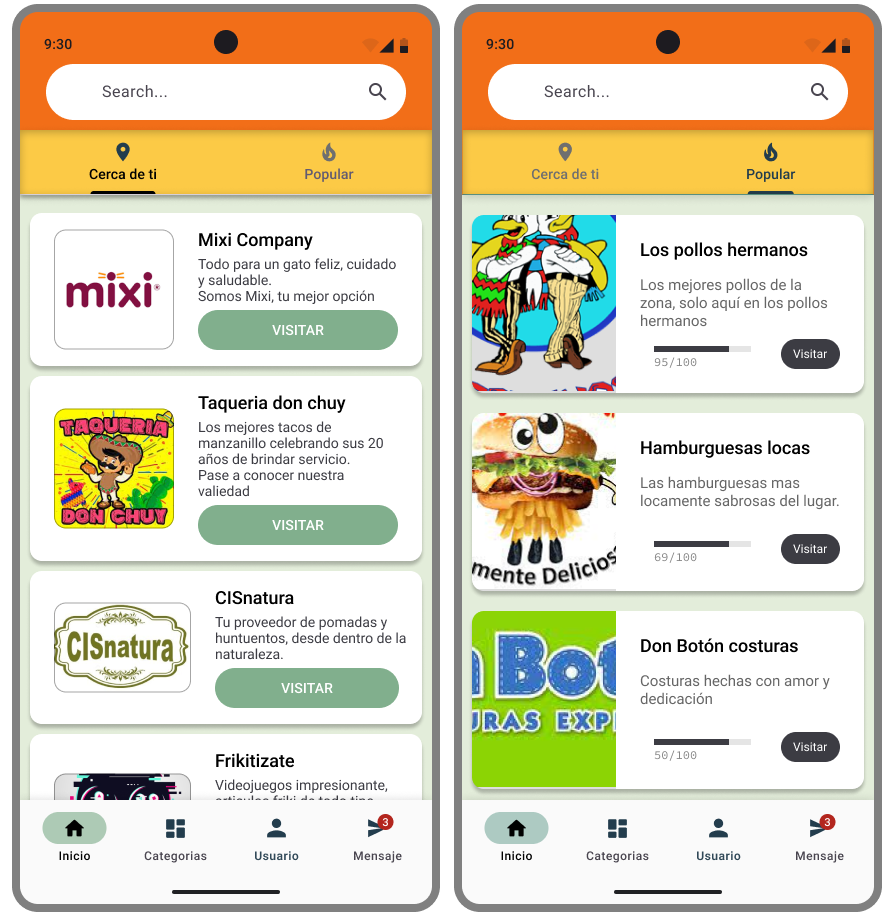 9:30
Search...
Cerca de ti
Popular
mixi®
Mixi Company
Todo para un gato feliz, cuidado
y saludable.
Somos Mixi, tu mejor opción
VISITAR
TAQUERIA
DON CHUY
Taqueria don chuy
Los mejores tacos de
manzanillo celebrando sus 20
años de brindar servicio.
Pase a conocer nuestra
valiedad
VISITAR
CISnatura
CISnatura
Tu proveedor de pomadas y
huntuentos, desde dentro de la
naturaleza.
VISITAR
Frikitizate
Videojuegos impresionante,
articulos friki de todo tipo
Inicio
Categorias
Usuario
3
Mensaje
9:30
Search...
Cerca de ti
Popular
Los pollos hermanos
Los mejores pollos de la
zona, solo aquí en los pollos
hermanos
95/100
Visitar
mente Delicios
Hamburguesas locas
Las hamburguesas mas
locamente sabrosas del lugar.
69/100
Visitar
n Bot
URAS EXP
Don Botón costuras
Costuras hechas con amor y
dedicación
50/100
Visitar
Inicio
Categorias
Usuario
3
Mensaje